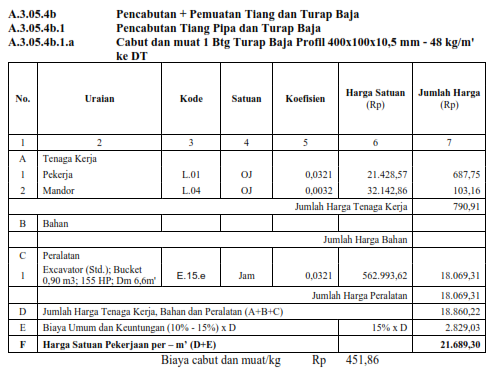 A.3.05.4b Pencabutan + Pemuatan Tiang dan Turap Baja
A.3.05.4b.1 Pencabutan Tiang Pipa dan Turap Baja
A.3.05.4b.1.a Cabut dan muat 1 Btg Turap Baja Profil 400x100x10,5 mm - 48 kg/m'
ke DT
No. Uraian Kode Satuan Koefisien Harga Satuan (Rp) Jumlah Harga (Rp)
1 2 3 4 5 6 7
A Tenaga Kerja
1 Pekerja L.01 OJ 0,0321 21.428,57 687,75
2 Mandor L.04 OJ 0,0032 32.142,86 103,16
Jumlah Harga Tenaga Kerja 790,91
B Bahan
Jumlah Harga Bahan
C Peralatan
1 Excavator (Std.); Bucket
0,90 m3; 155 HP; Dm 6,6m' E.15.e Jam 0,0321 562.993,62 18.069,31
Jumlah Harga Peralatan 18.069,31
D Jumlah Harga Tenaga Kerja, Bahan dan Peralatan (A+B+C) 18.860,22
E Biaya Umum dan Keuntungan (10% - 15%) x D 15% x D 2.829,03
F Harga Satuan Pekerjaan per – m' (D+E) 21.689,30
Biaya cabut dan muat/kg Rp 451,86